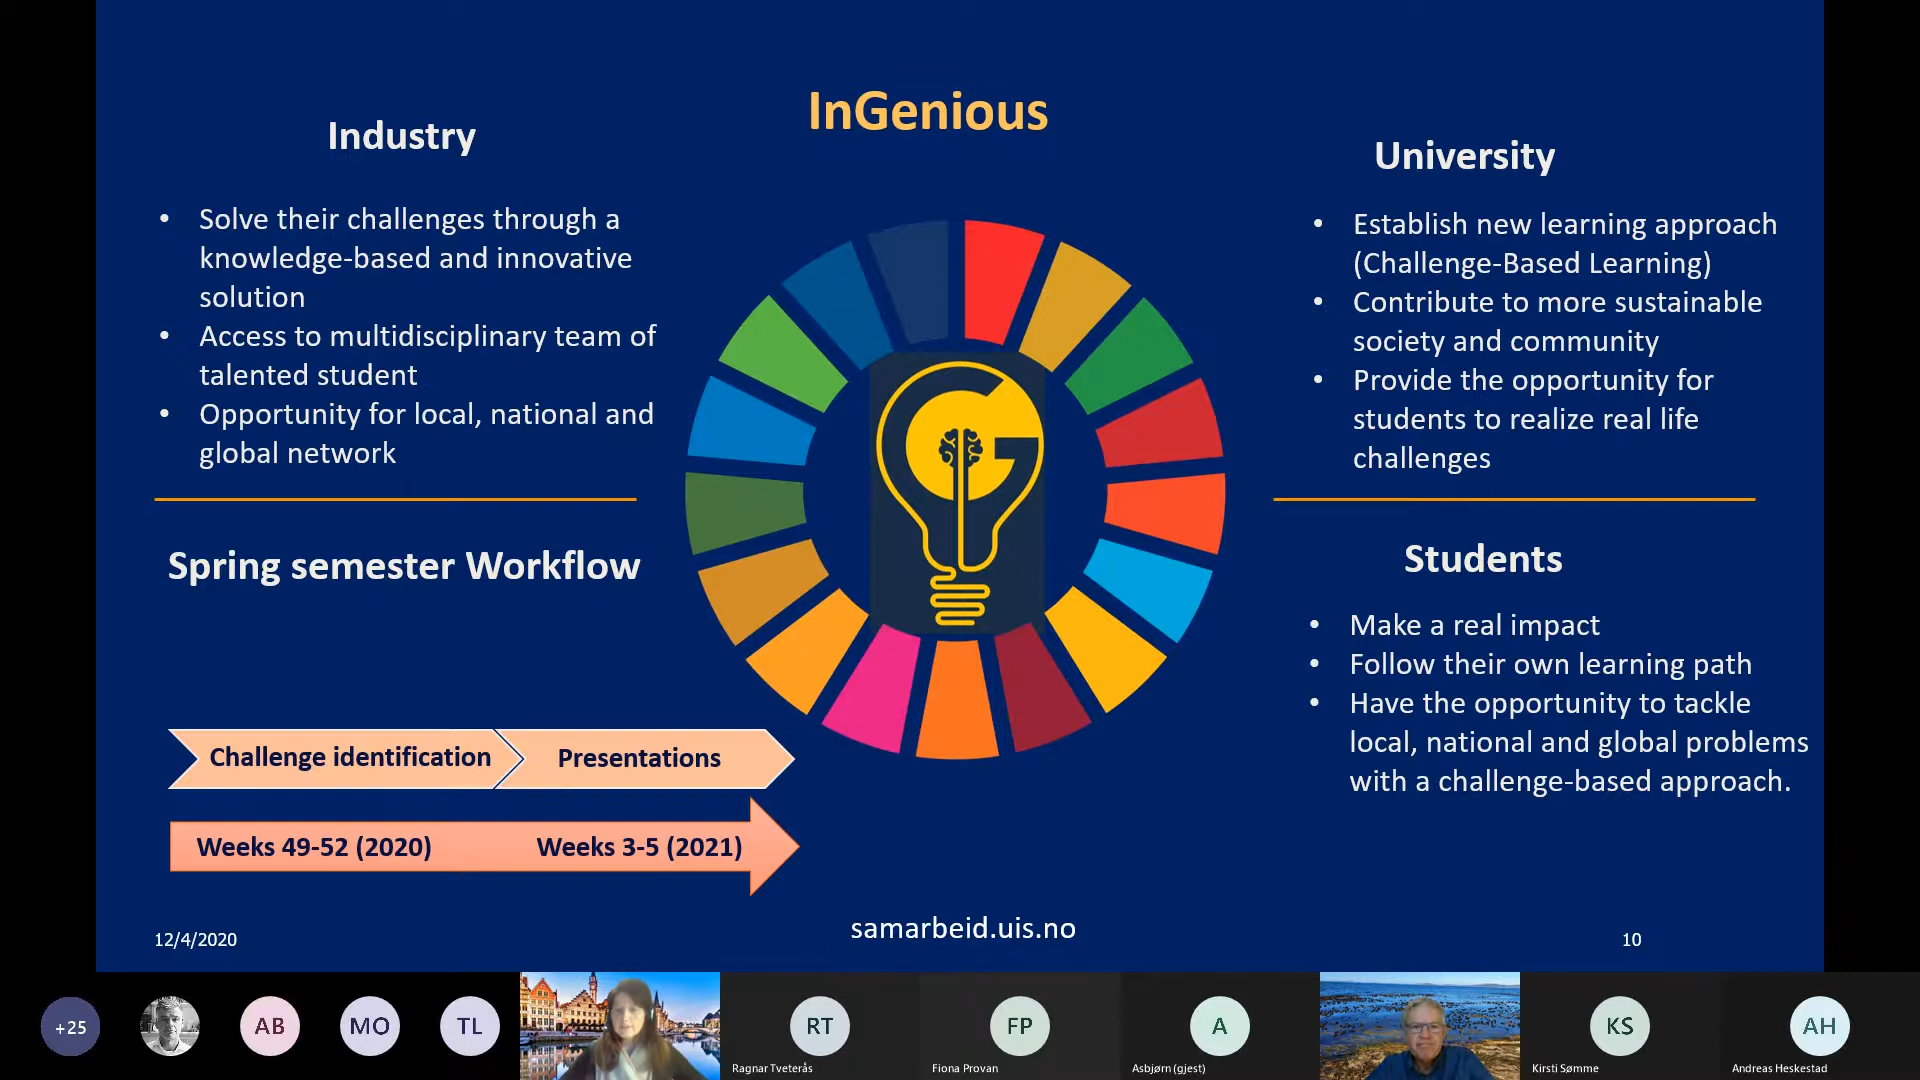 InGenious
Industry
• Solve their challenges through a
knowledge-based and innovative
solution
• Access to multidisciplinary team of
talented student
• Opportunity for local, national and
global network
University
• Establish new learning approach
(Challenge-Based Learning)
• Contribute to more sustainable
society and community
• Provide the opportunity for
students to realize real life
challenges
Spring semester Workflow
Challenge identification
Presentations
Weeks 49-52 (2020)
Weeks 3-5 (2021)
Students
• Make a real impact
• Follow their own learning path
• Have the opportunity to tackle
local, national and global problems
with a challenge-based approach.
12/4/2020
samarbeid.uis.no
10
+25
AB
MO
TL
RT
Ragnar Tveterås
FP
Fiona Provan
A
Asbjørn (gjest)
KS
Kirsti Sømme
AH
Andreas Heskestad